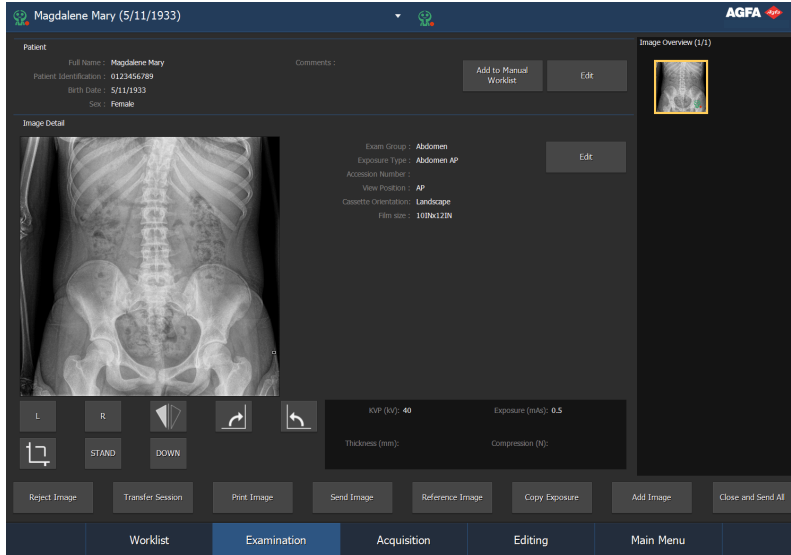 Magdalene Mary (5/11/1933)
AGFA
Patient
Full Name : Magdalene Mary
Comments :
Patient Identification : 0123456789
Birth Date : 5/11/1933
Sex : Female
Add to Manual
Worklist
Edit
Image Overview (1/1)
Image Detail
Exam Group : Abdomen
Exposure Type : Abdomen AP
Accession Number :
View Position : AP
Cassette Orientation: Landscape
Film size : 10INx12IN
Edit
L
R
STAND
DOWN
KVP (kV): 40
Exposure (mAs): 0.5
Thickness (mm):
Compression (N):
Reject Image
Transfer Session
Print Image
Send Image
Reference Image
Copy Exposure
Add Image
Close and Send All
Worklist
Examination
Acquisition
Editing
Main Menu